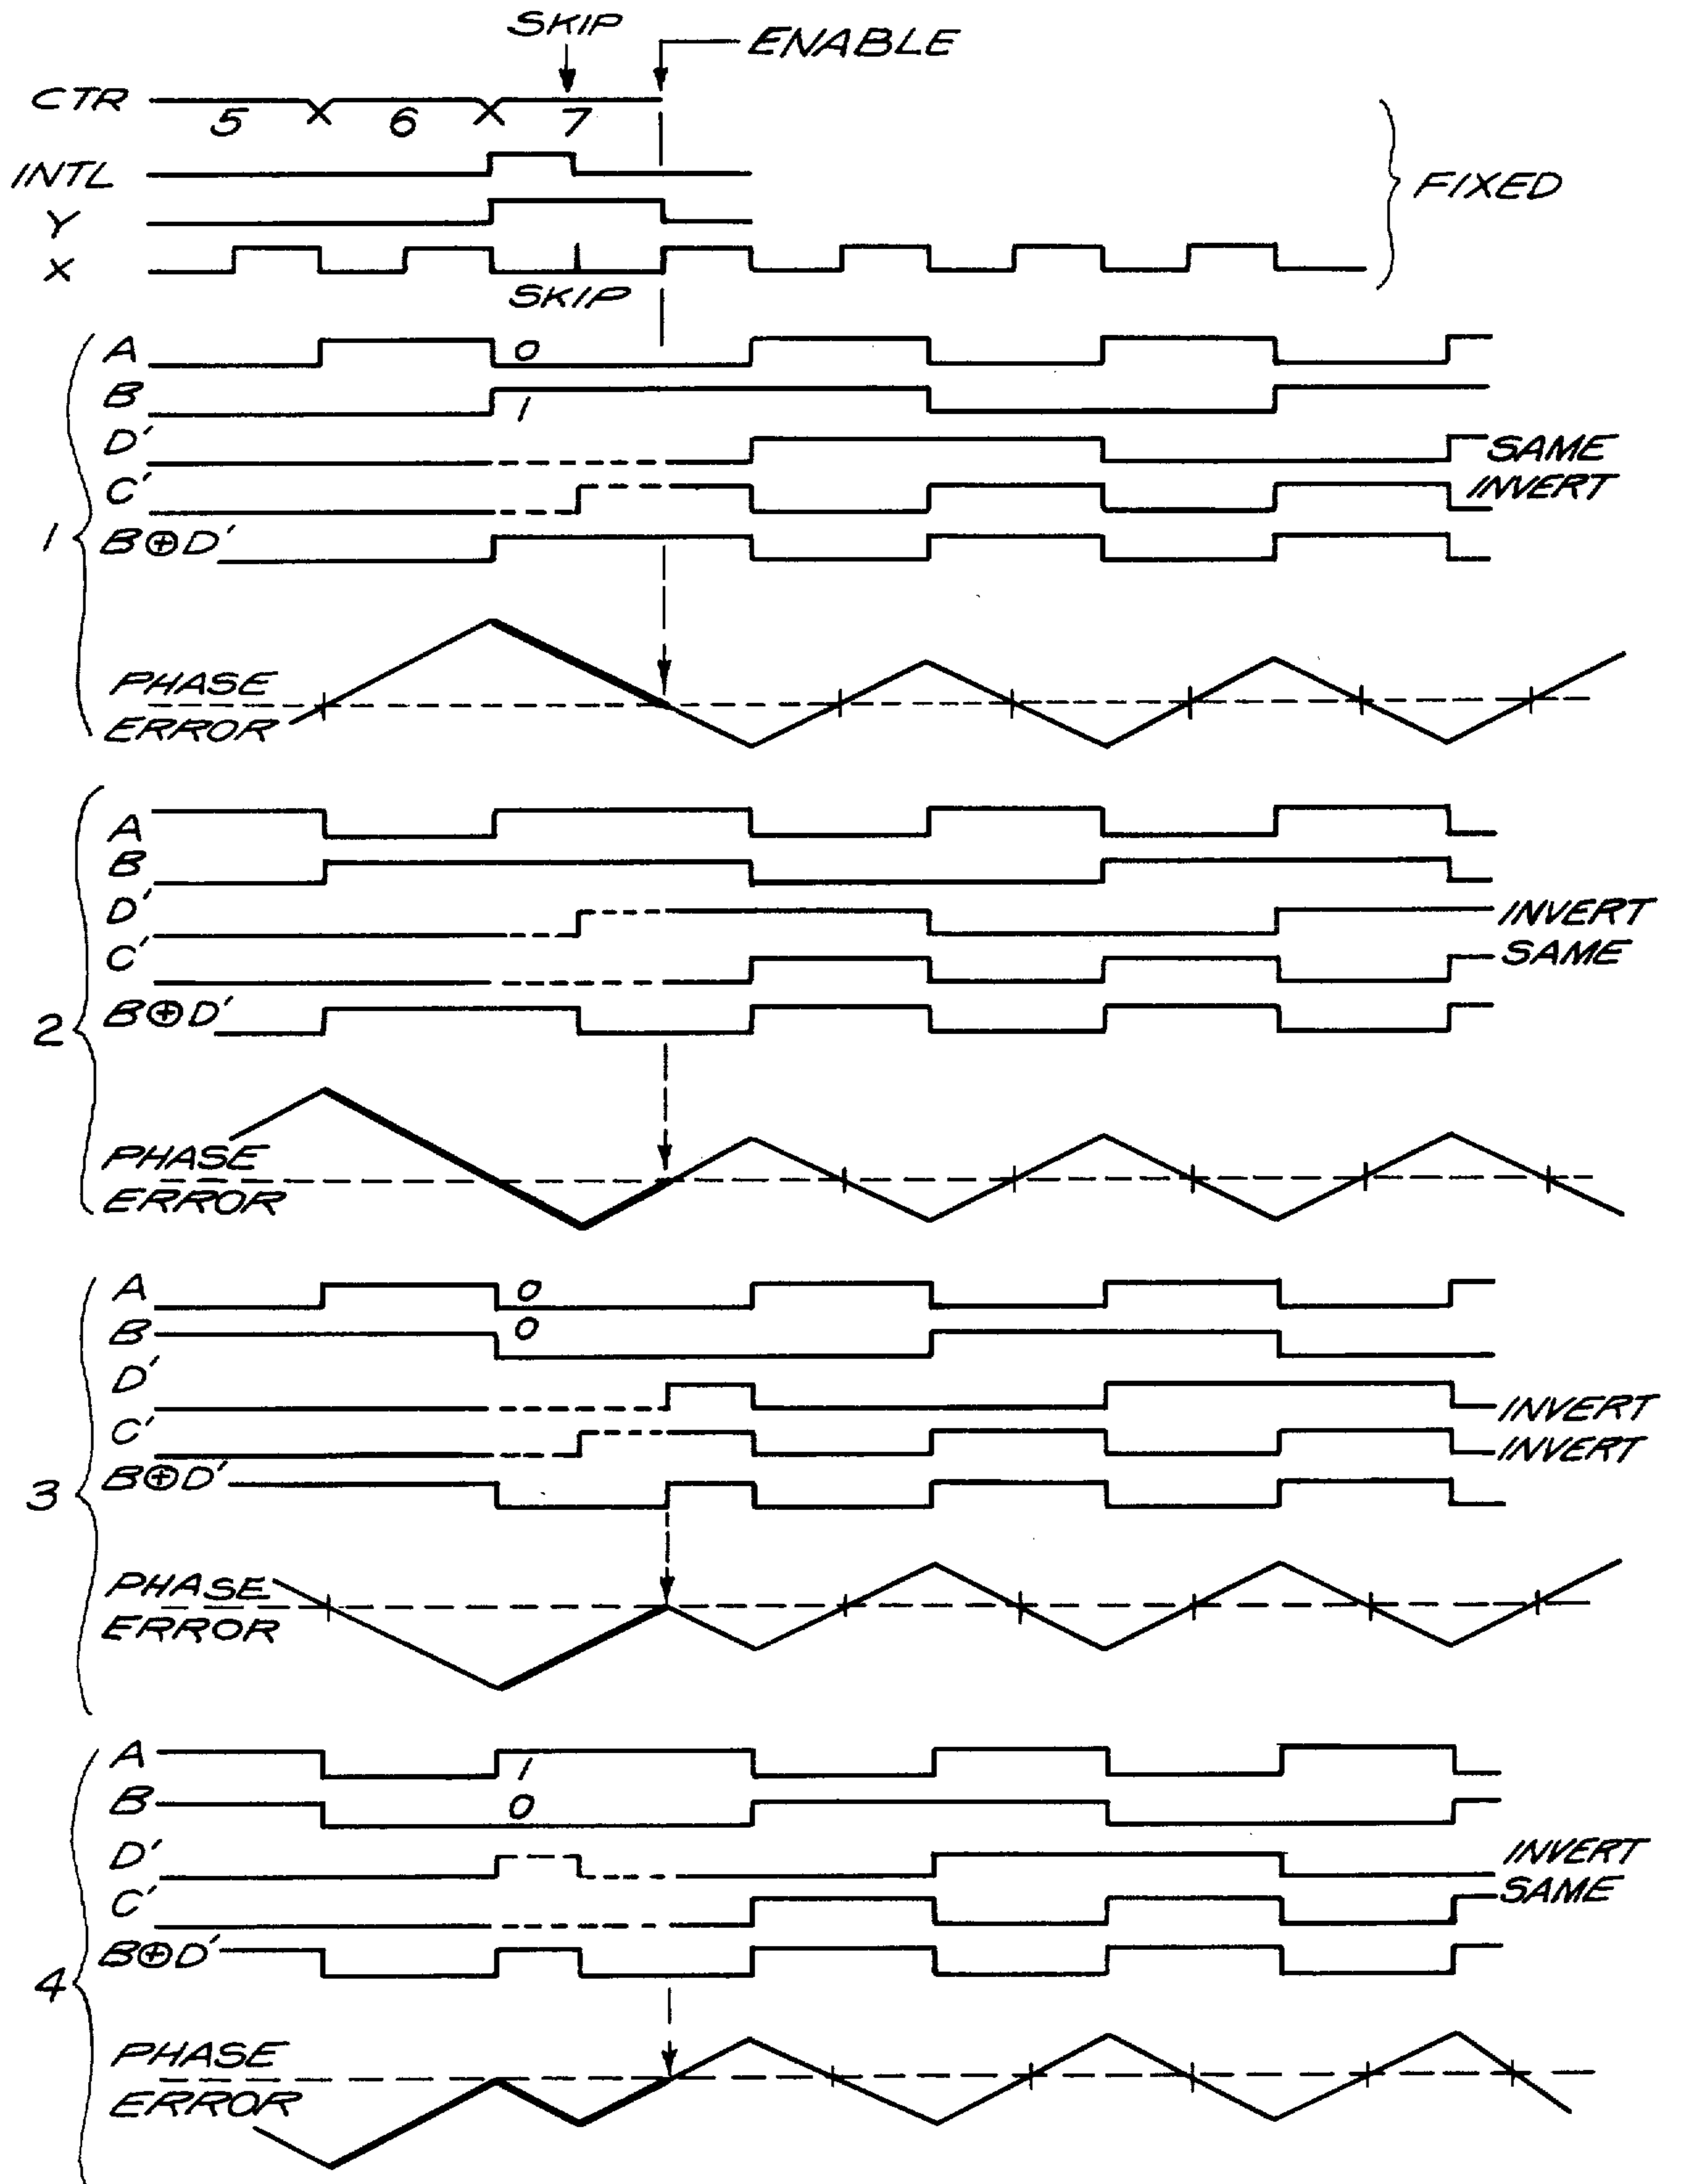 SKIP
ENABLE
CTR 5 6 7
INTL
Y
X
SKIP
FIXED
1
A 0
B 1
D' SAME
C' INVERT
B⊕D'
PHASE
ERROR
2
A
B
D' INVERT
C' SAME
B⊕D'
PHASE
ERROR
3
A 0
B 0
D' INVERT
C' INVERT
B⊕D'
PHASE
ERROR
4
A 1
B 0
D' INVERT
C' SAME
B⊕D'
PHASE
ERROR